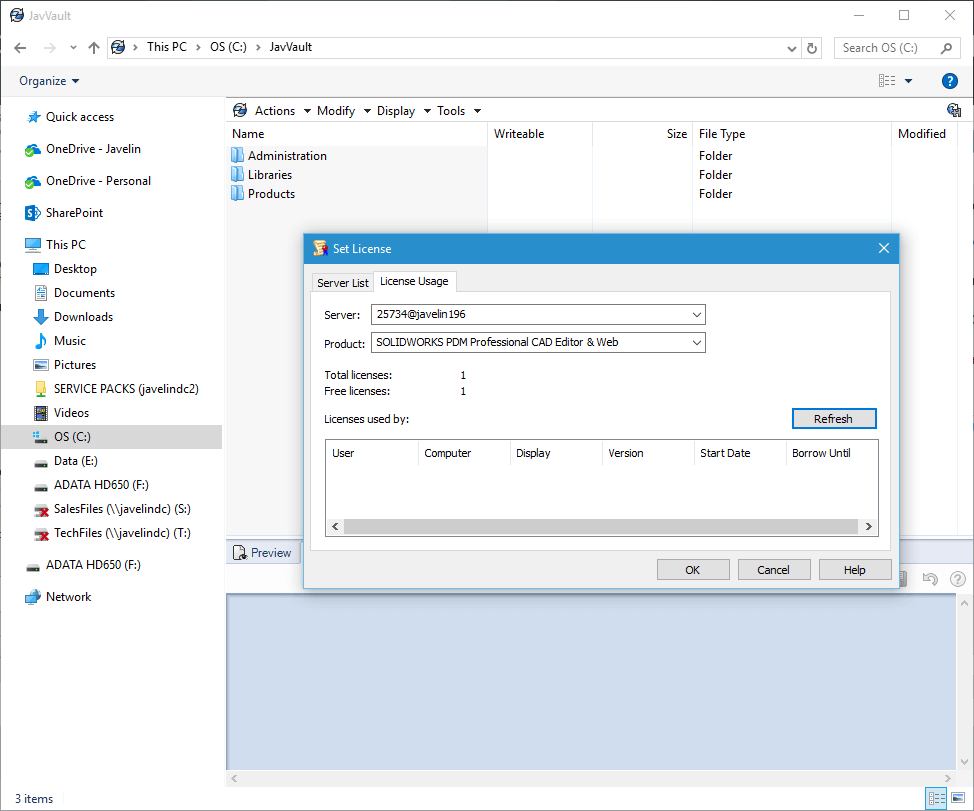 JavVault
This PC > OS (C:) > JavVault
Search OS (C:)
Organize
?
Quick access
OneDrive - Javelin
OneDrive - Personal
SharePoint
This PC
Desktop
Documents
Downloads
Music
Pictures
SERVICE PACKS (javelindc2)
Videos
OS (C:)
Data (E:)
ADATA HD650 (F:)
SalesFiles (\\javelindc) (S:)
TechFiles (\\javelindc) (T:)
ADATA HD650 (F:)
Network
Actions Modify Display Tools
Name Writeable Size File Type Modified
Administration Folder
Libraries Folder
Products Folder
Set License
Server List License Usage
Server: 25734@javelin196
Product: SOLIDWORKS PDM Professional CAD Editor & Web
Total licenses: 1
Free licenses: 1
Licenses used by: Refresh
User Computer Display Version Start Date Borrow Until
OK Cancel Help
Preview
?
3 items